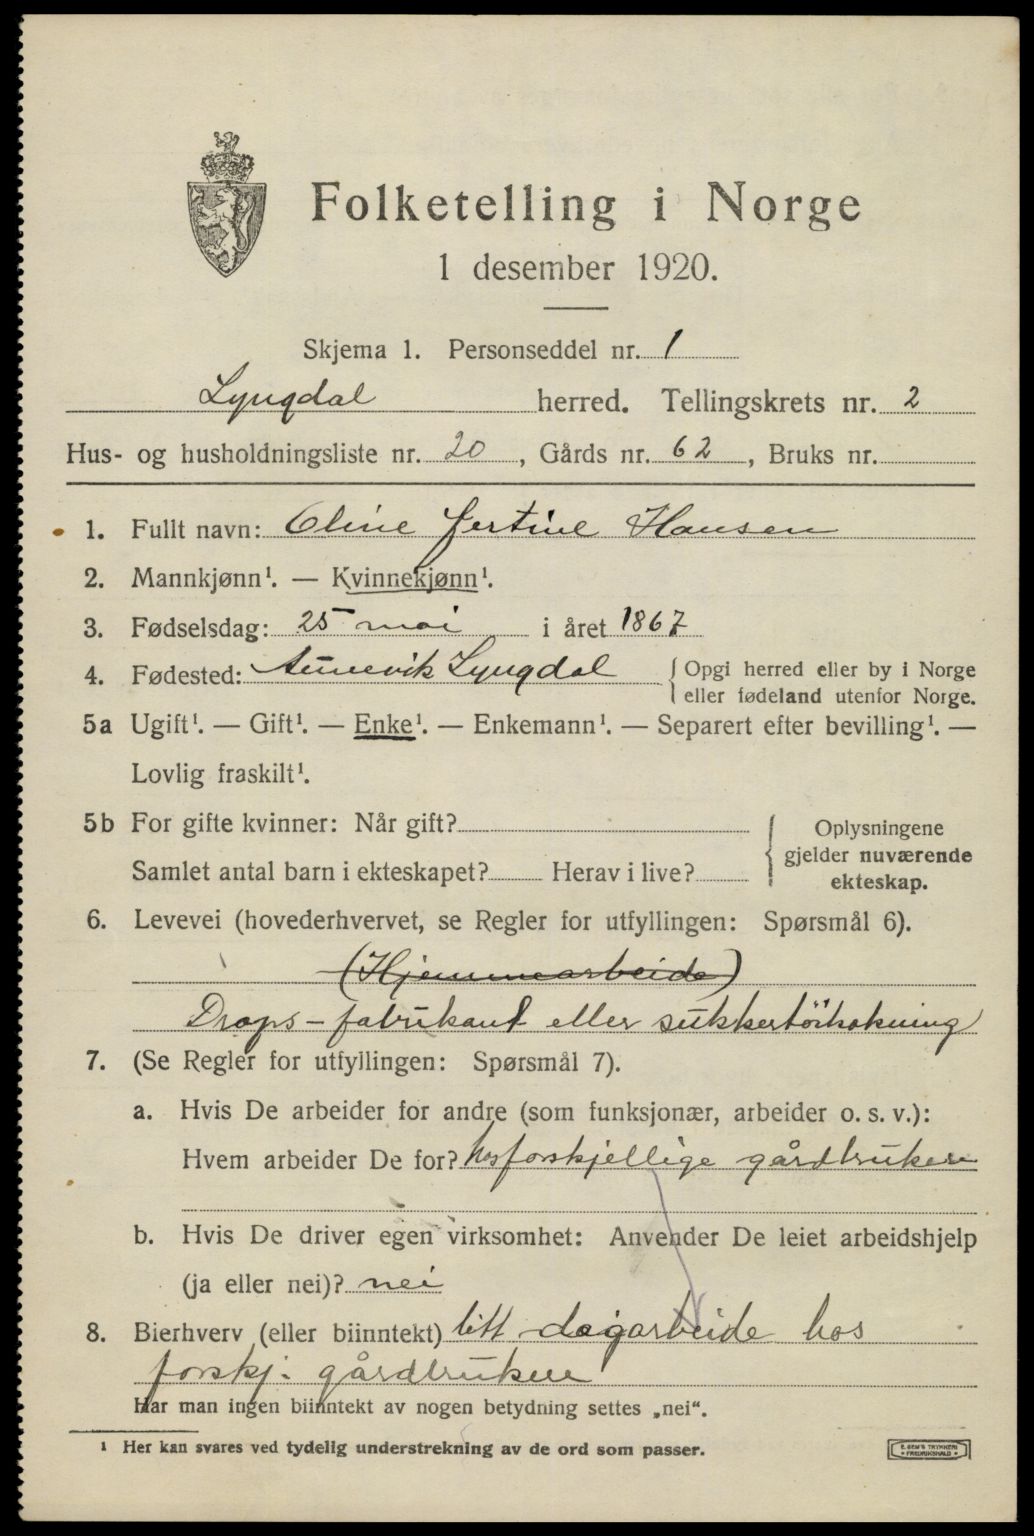 Folketelling i Norge
1 desember 1920.
Skjema 1. Personseddel nr. 1
Lyngdal herred. Tellingskrets nr. 2
Hus- og husholdningsliste nr. 20, Gårds nr. 62, Bruks nr.
1. Fullt navn: Oline Jertine Hansen
2. Mannkjønn¹. — Kvinnekjønn¹.
3. Fødselsdag: 25 mai i året 1867
4. Fødested: Aunevik Lyngdal { Opgi herred eller by i Norge
eller fødeland utenfor Norge.
5a Ugift¹. — Gift¹. — Enke¹. — Enkemann¹. — Separert efter bevilling¹. —
Lovlig fraskilt¹.
5b For gifte kvinner: Når gift?
Samlet antal barn i ekteskapet? Herav i live?
Oplysningene
gjelder nuværende
ekteskap.
6. Levevei (hovederhvervet, se Regler for utfyllingen: Spørsmål 6).
(Hjemmearbeide)
Drops-fabrikant eller sukkertöikokning
7. (Se Regler for utfyllingen: Spørsmål 7).
a. Hvis De arbeider for andre (som funksjonær, arbeider o. s. v.):
Hvem arbeider De for? hos forskjellige gårdbrukere
b. Hvis De driver egen virksomhet: Anvender De leiet arbeidshjelp
(ja eller nei)? nei
8. Bierhverv (eller biinntekt) litt dagarbeide hos
forskj. gårdbrukere
Har man ingen biinntekt av nogen betydning settes „nei“.
¹ Her kan svares ved tydelig understrekning av de ord som passer.
E. SEM'S TRYKKERI
FREDRIKSHALD